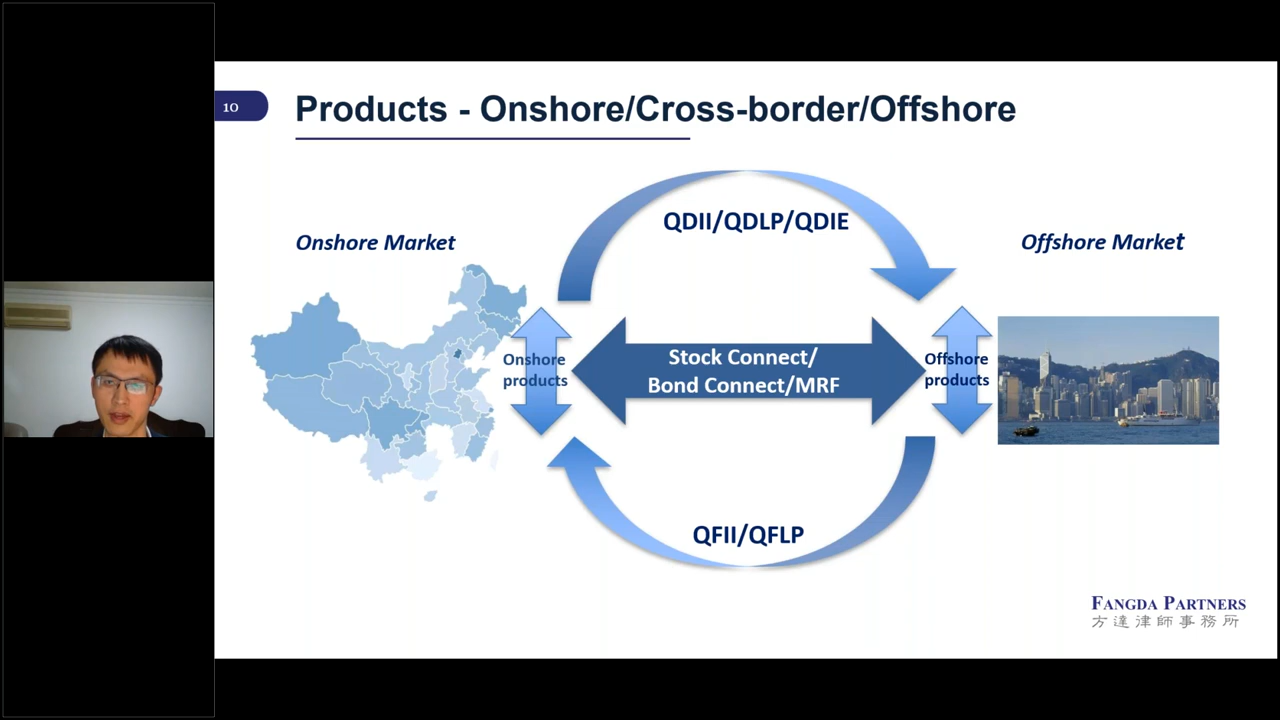 10
Products - Onshore/Cross-border/Offshore
QDII/QDLP/QDIE
Onshore Market
Offshore Market
Onshore
products
Stock Connect/
Bond Connect/MRF
Offshore
products
QFII/QFLP
FANGDA PARTNERS
方達律師事務所